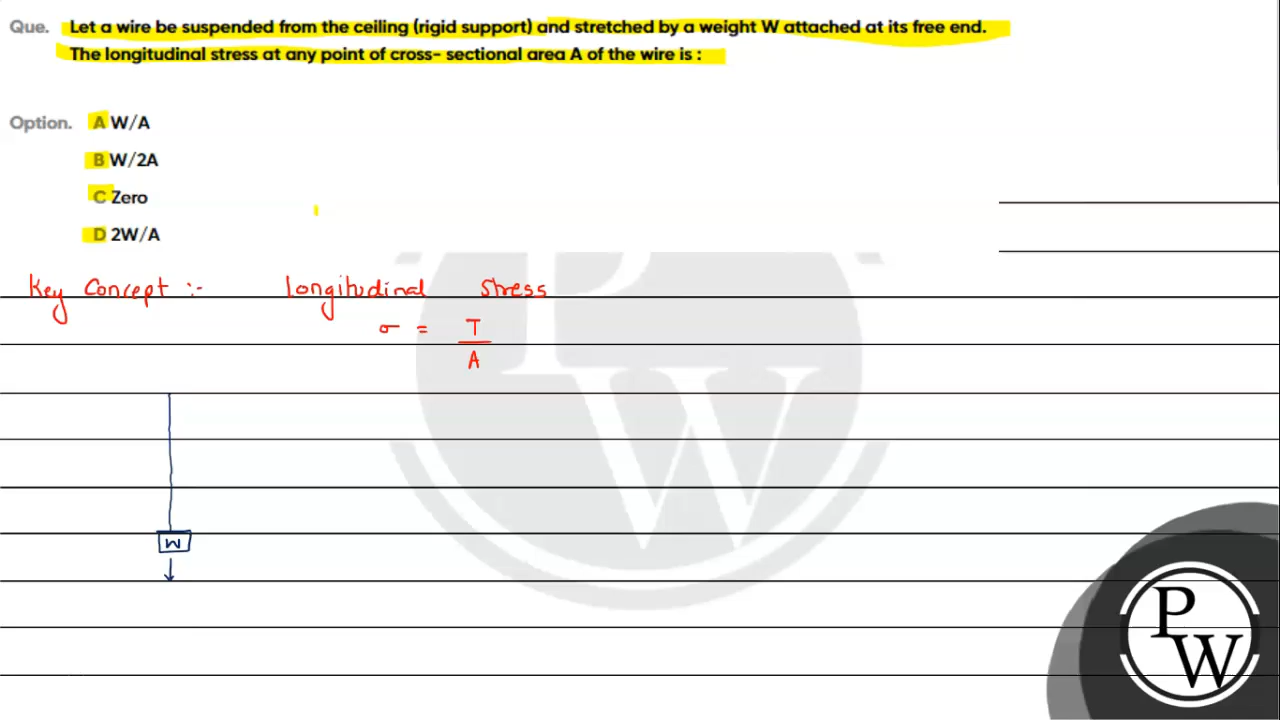 Que. Let a wire be suspended from the ceiling (rigid support) and stretched by a weight W attached at its free end.
The longitudinal stress at any point of cross- sectional area A of the wire is :
Option. A W/A
B W/2A
C Zero
D 2W/A
Key Concept :- Longitudinal Stress
σ = T
A
W
PW
PW